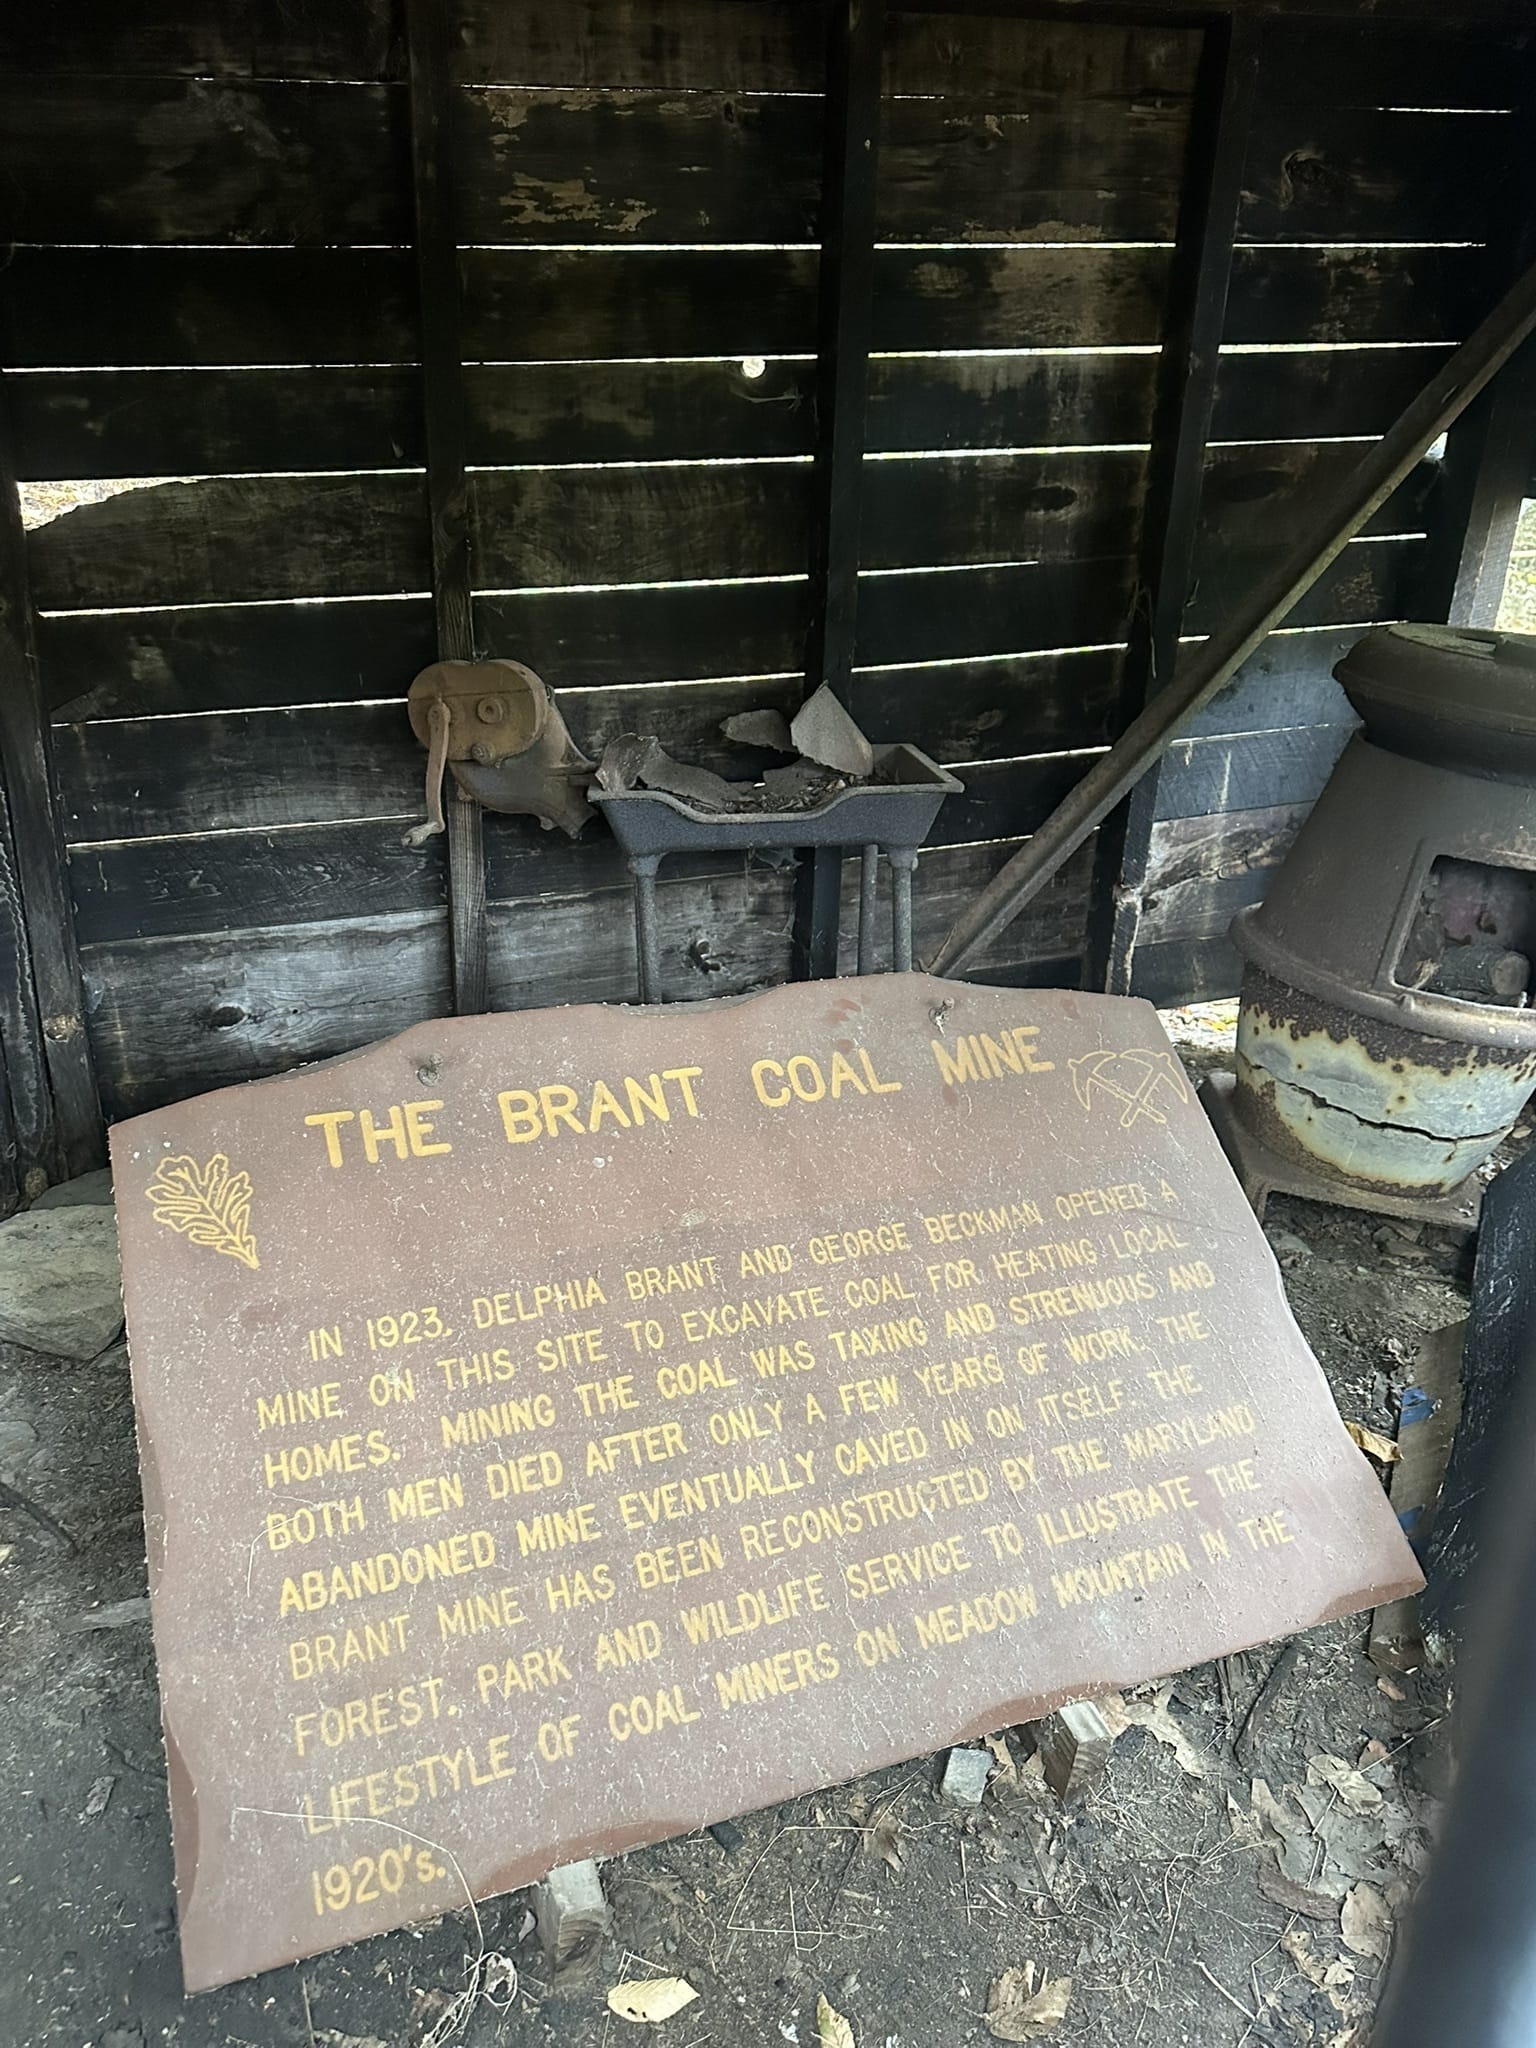 THE BRANT COAL MINE
IN 1923, DELPHIA BRANT AND GEORGE BECKMAN OPENED A
MINE ON THIS SITE TO EXCAVATE COAL FOR HEATING LOCAL
HOMES. MINING THE COAL WAS TAXING AND STRENUOUS AND
BOTH MEN DIED AFTER ONLY A FEW YEARS OF WORK. THE
ABANDONED MINE EVENTUALLY CAVED IN ON ITSELF. THE
BRANT MINE HAS BEEN RECONSTRUCTED BY THE MARYLAND
FOREST, PARK AND WILDLIFE SERVICE TO ILLUSTRATE THE
LIFESTYLE OF COAL MINERS ON MEADOW MOUNTAIN IN THE
1920's.